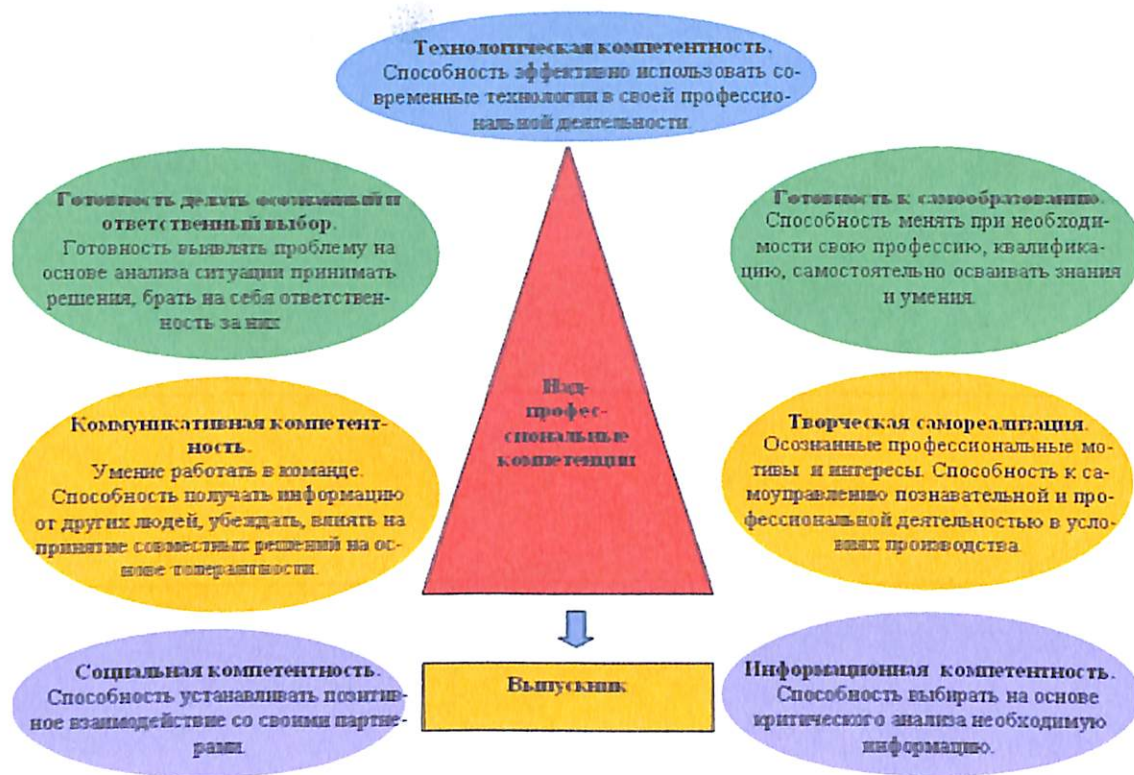 Технологическая компетентность.
Способность эффективно использовать со-
временные технологии в своей профессио-
нальной деятельности.
Готовность делать осознанный и
ответственный выбор.
Готовность выявлять проблему на
основе анализа ситуации принимать
решения, брать на себя ответствен-
ность за них
Готовность к самообразованию.
Способность менять при необходи-
мости свою профессию, квалифика-
цию, самостоятельно осваивать знания
и умения.
Над-
профес-
сиональные
компетенции
Коммуникативная компетент-
ность.
Умение работать в команде.
Способность получать информацию
от других людей, убеждать, влиять на
принятие совместных решений на ос-
нове толерантности.
Творческая самореализация.
Осознанные профессиональные мо-
тивы и интересы. Способность к са-
моуправлению познавательной и про-
фессиональной деятельностью в усло-
виях производства.
Социальная компетентность.
Способность устанавливать позитив-
ное взаимодействие со своими партне-
рами.
Выпускник
Информационная компетентность.
Способность выбирать на основе
критического анализа необходимую
информацию.